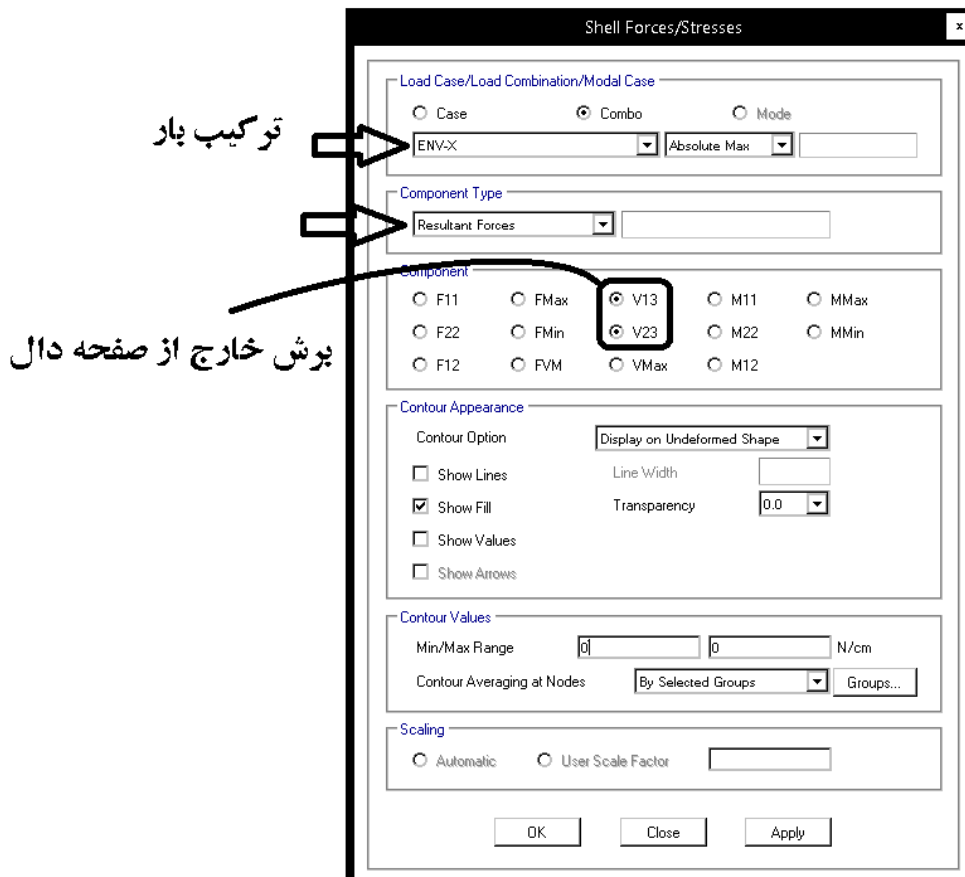 Shell Forces/Stresses
x
Load Case/Load Combination/Modal Case
Case Combo Mode
ترکیب بار
ENV-X Absolute Max
Component Type
Resultant Forces
Component
F11 FMax V13 M11 MMax
F22 FMin V23 M22 MMin
برش خارج از صفحه دال
F12 FVM VMax M12
Contour Appearance
Contour Option Display on Undeformed Shape
Show Lines Line Width
Show Fill Transparency 0.0
Show Values
Show Arrows
Contour Values
Min/Max Range 0 0 N/cm
Contour Averaging at Nodes By Selected Groups Groups...
Scaling
Automatic User Scale Factor
OK Close Apply